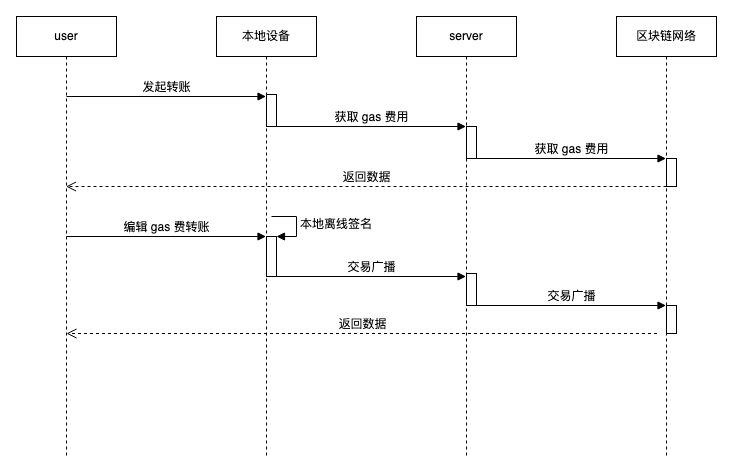 user
本地设备
server
区块链网络
发起转账
获取 gas 费用
获取 gas 费用
返回数据
本地离线签名
编辑 gas 费转账
交易广播
交易广播
返回数据